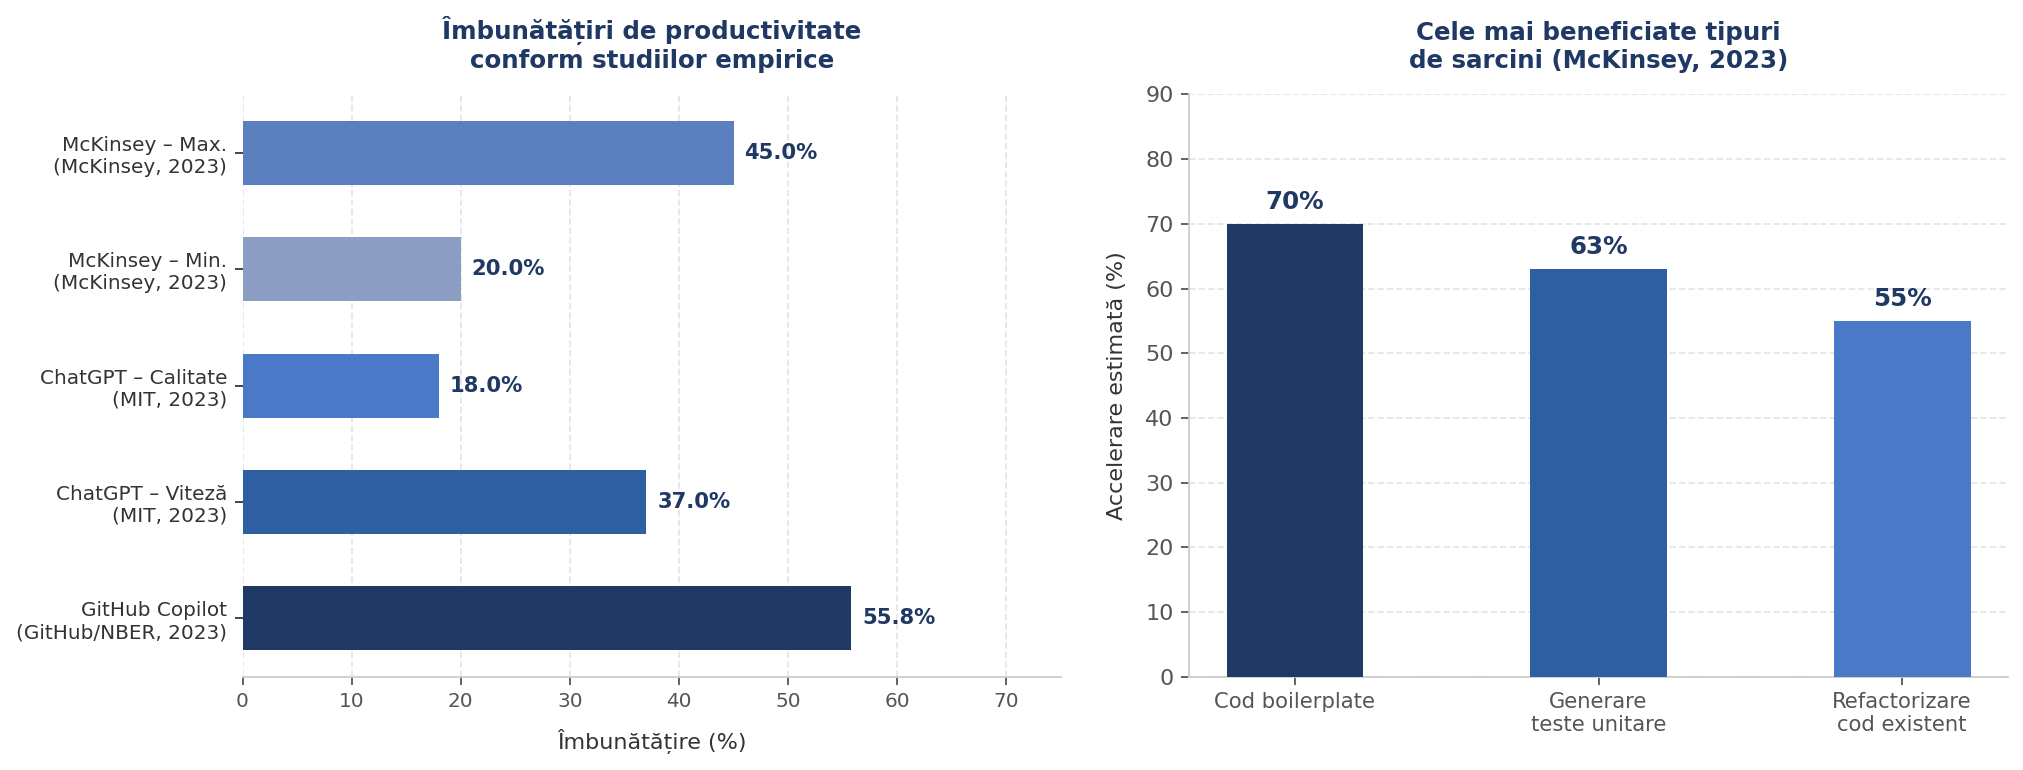 Îmbunătățiri de productivitate
conform studiilor empirice
McKinsey – Max.
(McKinsey, 2023)
45.0%
McKinsey – Min.
(McKinsey, 2023)
20.0%
ChatGPT – Calitate
(MIT, 2023)
18.0%
ChatGPT – Viteză
(MIT, 2023)
37.0%
GitHub Copilot
(GitHub/NBER, 2023)
55.8%
0 10 20 30 40 50 60 70
Îmbunătățire (%)
Cele mai beneficiate tipuri
de sarcini (McKinsey, 2023)
Accelerare estimată (%)
90
80
70
60
50
40
30
20
10
0
70%
63%
55%
Cod boilerplate
Generare
teste unitare
Refactorizare
cod existent